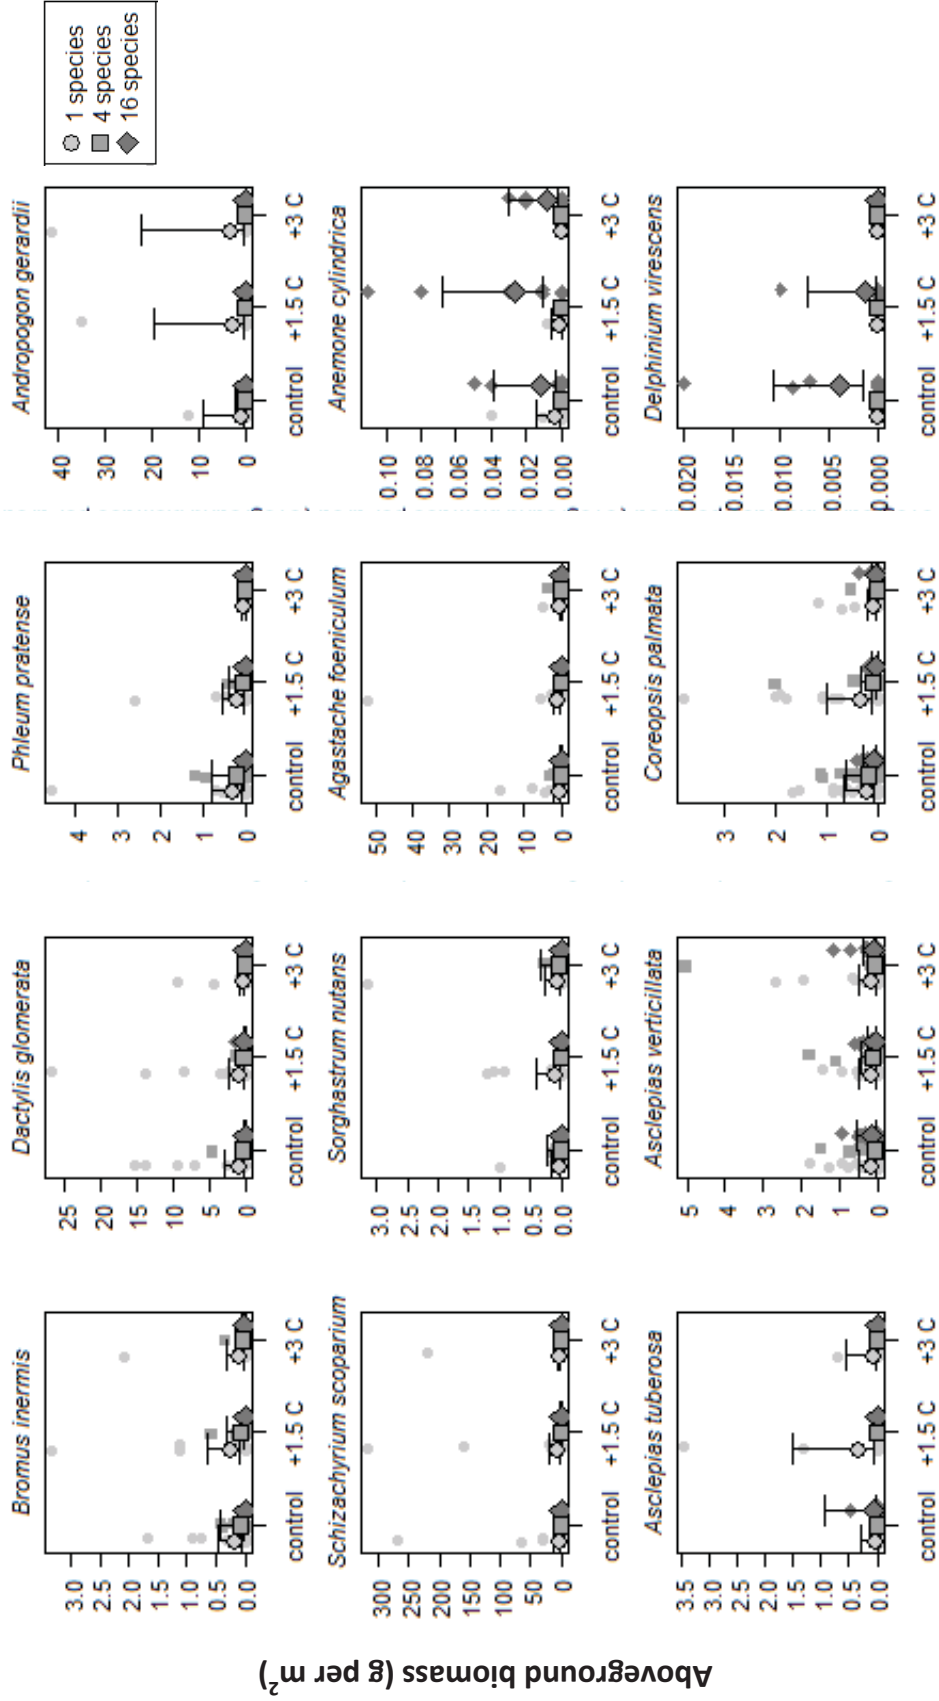 Aboveground biomass (g per m²)
Bromus inermis
3.0
2.5
2.0
1.5
1.0
0.5
0.0
control +1.5 C +3 C
Dactylis glomerata
25
20
15
10
5
0
control +1.5 C +3 C
Phleum pratense
4
3
2
1
0
control +1.5 C +3 C
Andropogon gerardii
40
30
20
10
0
control +1.5 C +3 C
1 species
4 species
16 species
Schizachyrium scoparium
300
250
200
150
100
50
0
control +1.5 C +3 C
Sorghastrum nutans
3.0
2.5
2.0
1.5
1.0
0.5
0.0
control +1.5 C +3 C
Agastache foeniculum
50
40
30
20
10
0
control +1.5 C +3 C
Anemone cylindrica
0.10
0.08
0.06
0.04
0.02
0.00
control +1.5 C +3 C
Asclepias tuberosa
3.5
3.0
2.5
2.0
1.5
1.0
0.5
0.0
control +1.5 C +3 C
Asclepias verticillata
5
4
3
2
1
0
control +1.5 C +3 C
Coreopsis palmata
3
2
1
0
control +1.5 C +3 C
Delphinium virescens
0.020
0.015
0.010
0.005
0.000
control +1.5 C +3 C